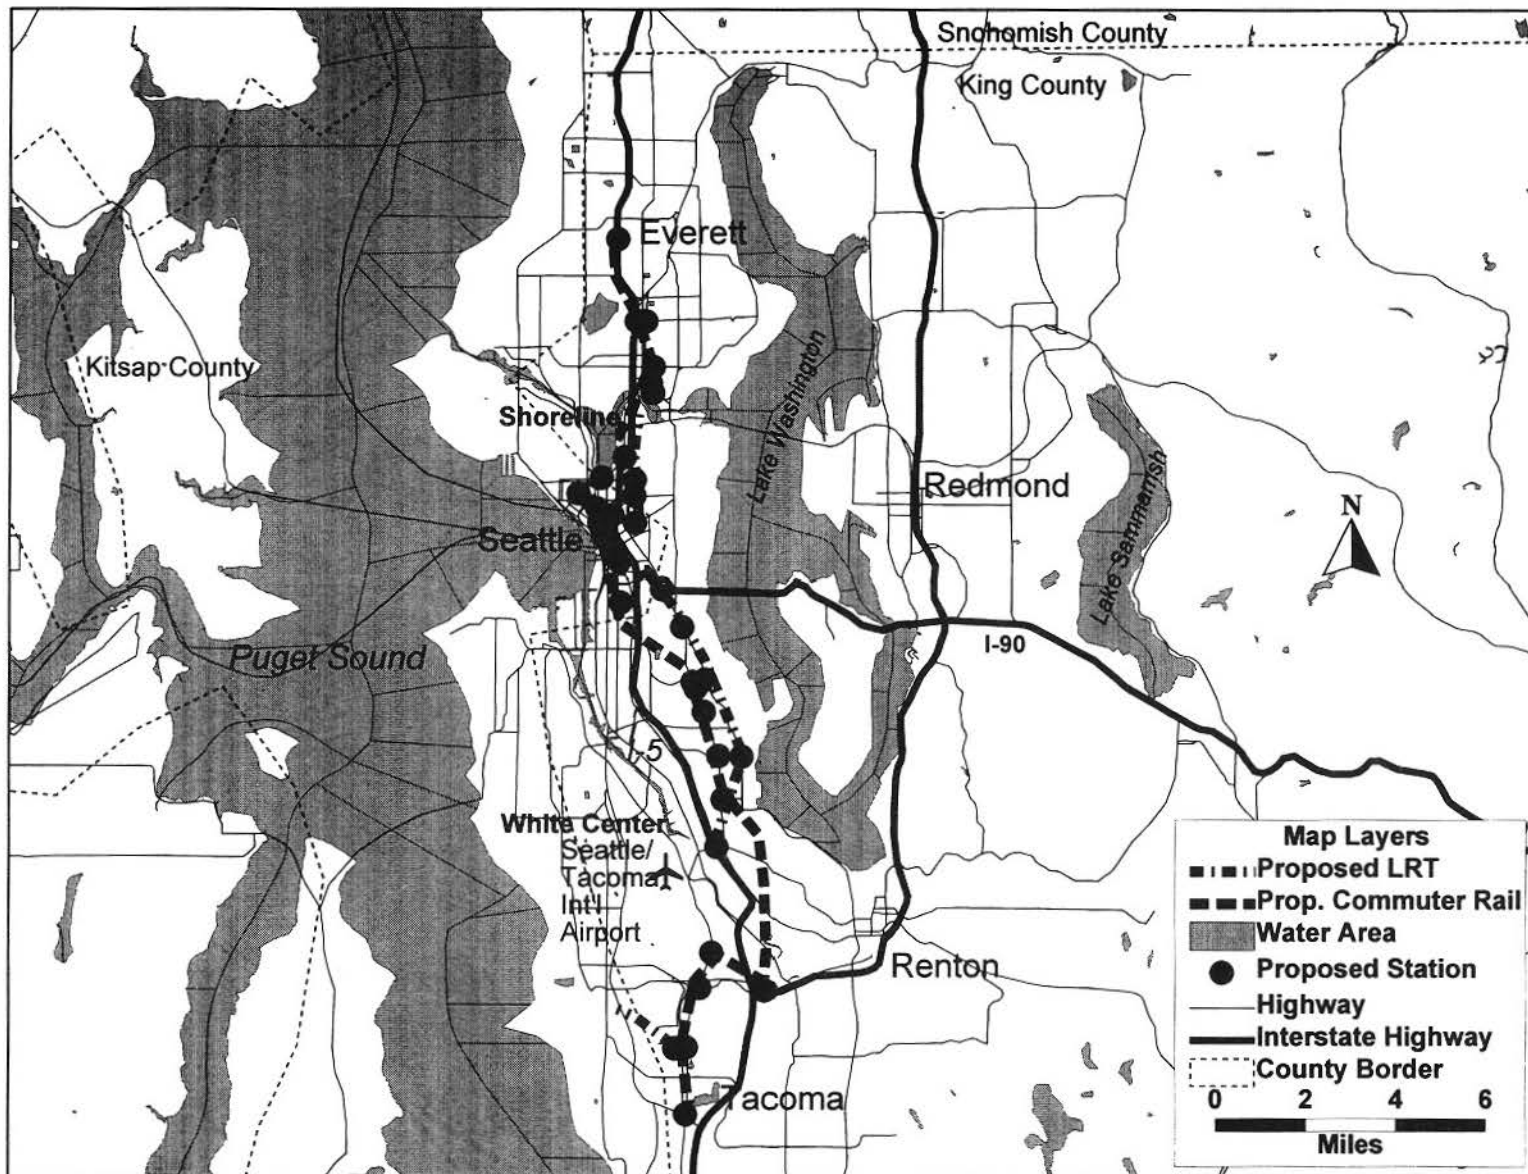 Snohomish County
King County
Everett
Kitsap County
Lake Washington
Shoreline
Redmond
Lake Sammamish
N
Seattle
Puget Sound
I-90
I-5
White Center
Seattle/
Tacoma
Int'l
Airport
Renton
Tacoma
Map Layers
Proposed LRT
Prop. Commuter Rail
Water Area
Proposed Station
Highway
Interstate Highway
County Border
0 2 4 6
Miles